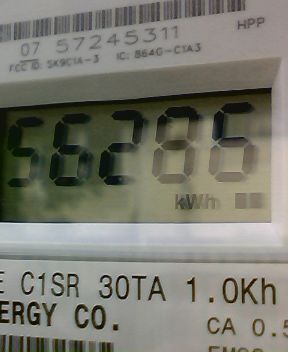 HPP
07 57245311
FCC ID: SK9C1A-3 IC: 864G-C1A3
56286
kWh
E C1SR 30TA 1.0Kh
ERGY CO.
CA 0.5